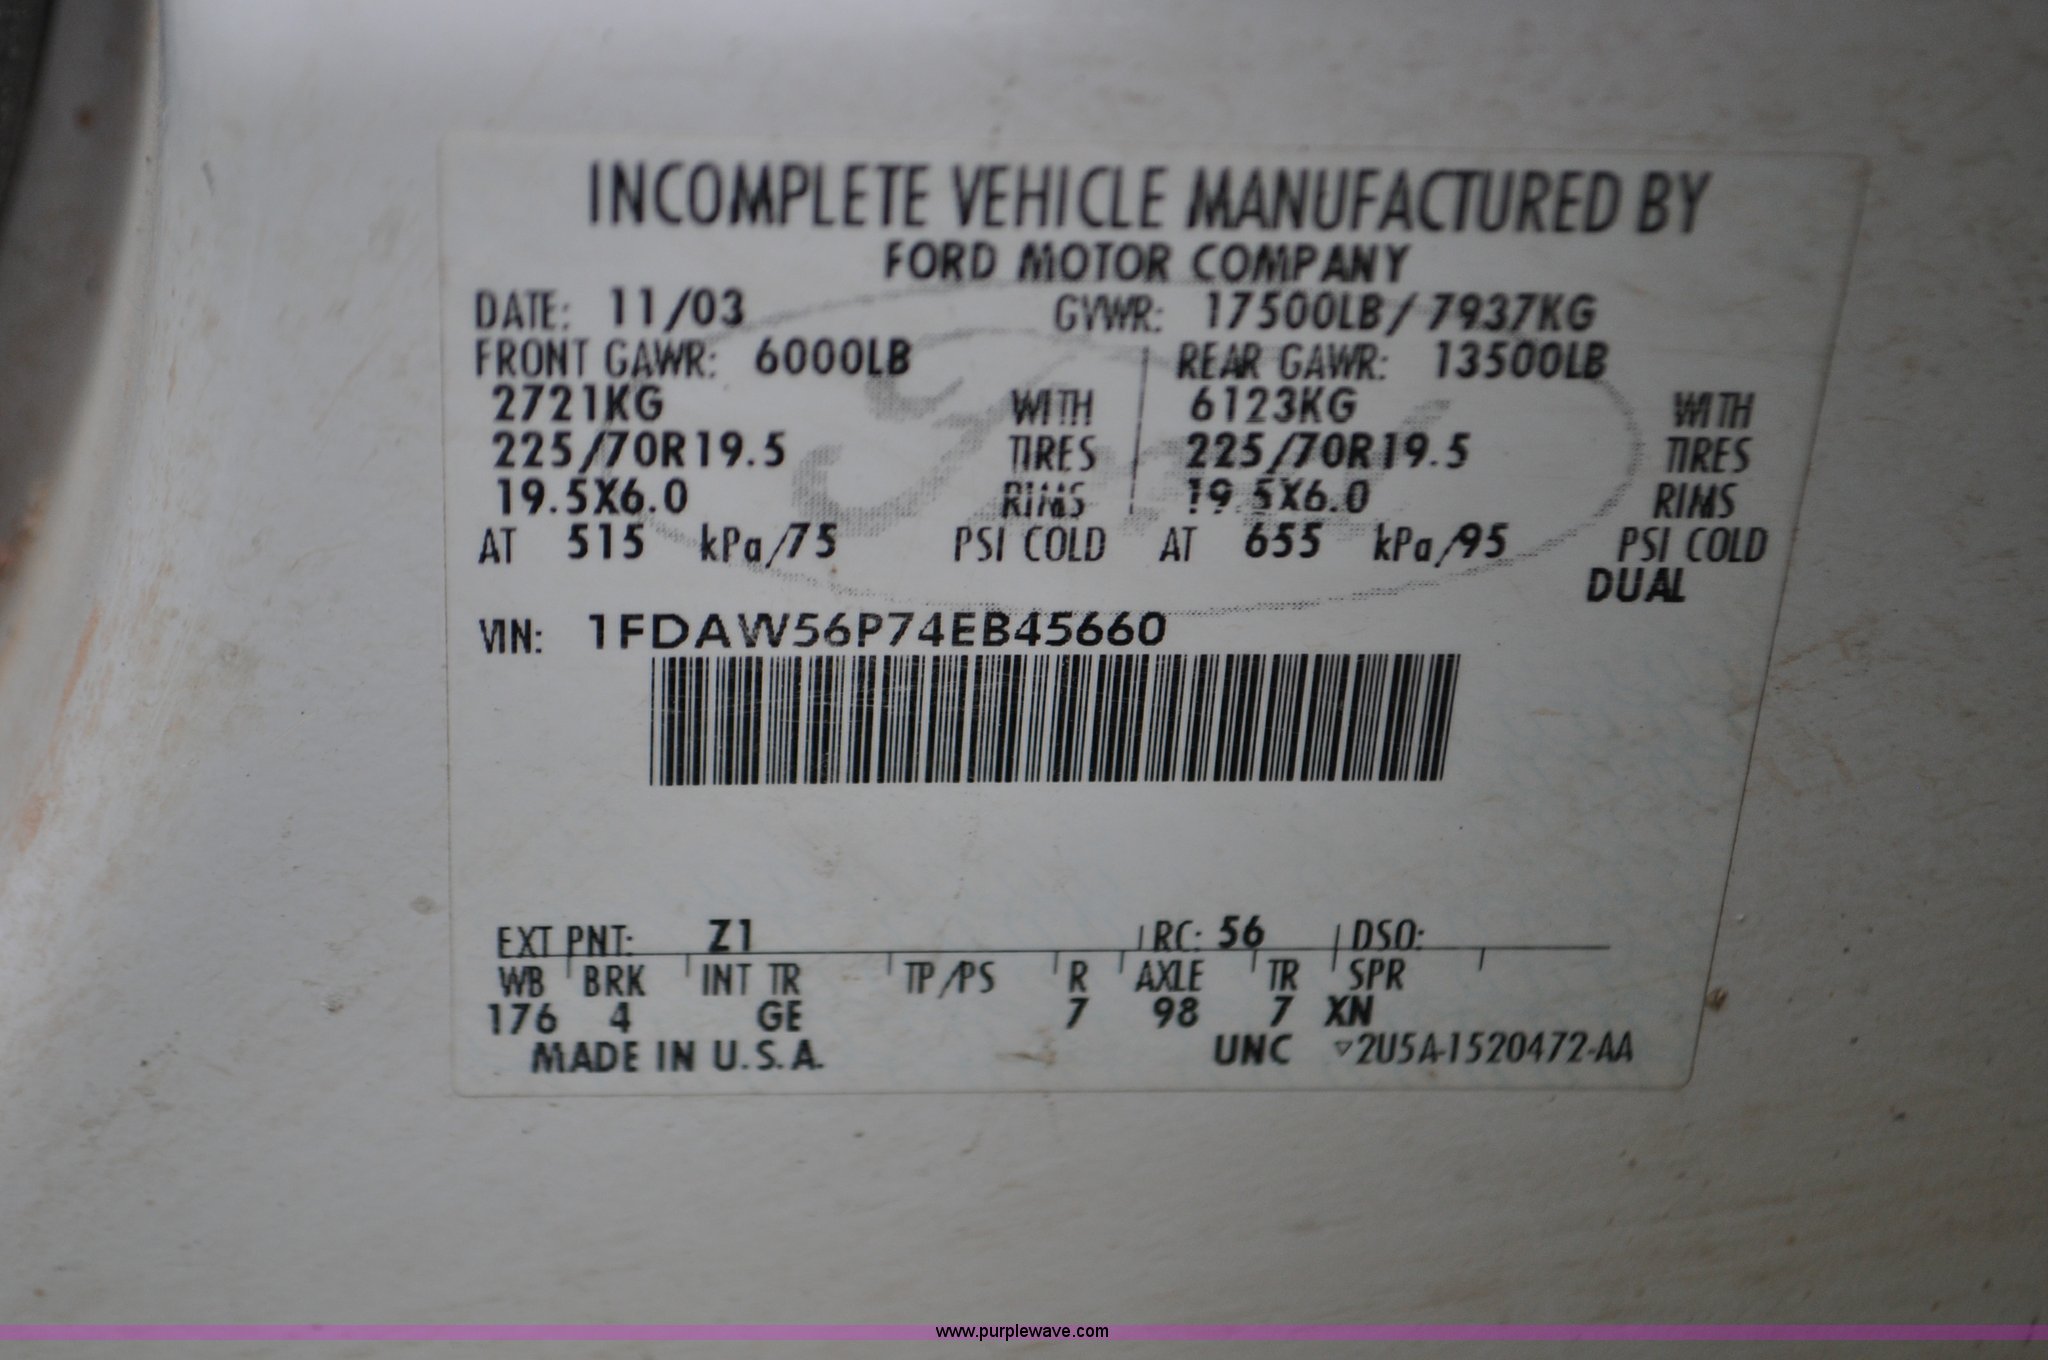 INCOMPLETE VEHICLE MANUFACTURED BY
FORD MOTOR COMPANY
DATE: 11/03 GVWR: 17500LB/7937KG
FRONT GAWR: 6000LB REAR GAWR: 13500LB
2721KG WITH 6123KG WITH
225/70R19.5 TIRES 225/70R19.5 TIRES
19.5X6.0 RIMS 19.5X6.0 RIMS
AT 515 kPa/75 PSI COLD AT 655 kPa/95 PSI COLD
DUAL
VIN: 1FDAW56P74EB45660
EXT PNT: Z1 RC: 56 DSO:
WB BRK INT TR TP/PS R AXLE TR SPR
176 4 GE 7 98 7 XN
MADE IN U.S.A. UNC ▽2U5A-1520472-AA
www.purplewave.com